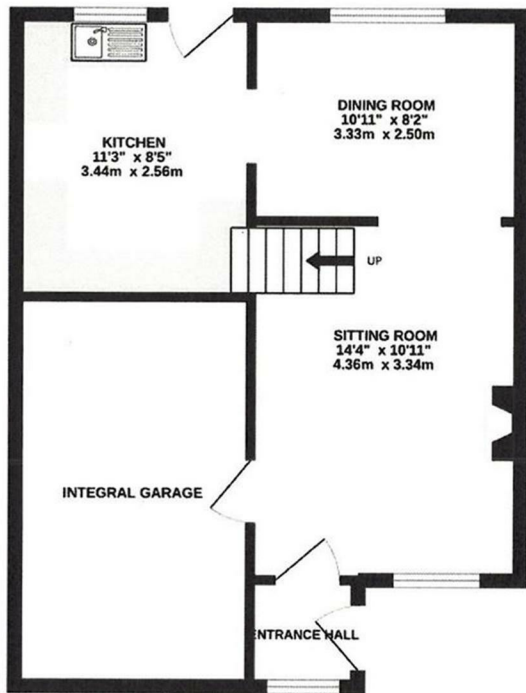 KITCHEN
11'3" x 8'5"
3.44m x 2.56m
DINING ROOM
10'11" x 8'2"
3.33m x 2.50m
UP
SITTING ROOM
14'4" x 10'11"
4.36m x 3.34m
INTEGRAL GARAGE
ENTRANCE HALL